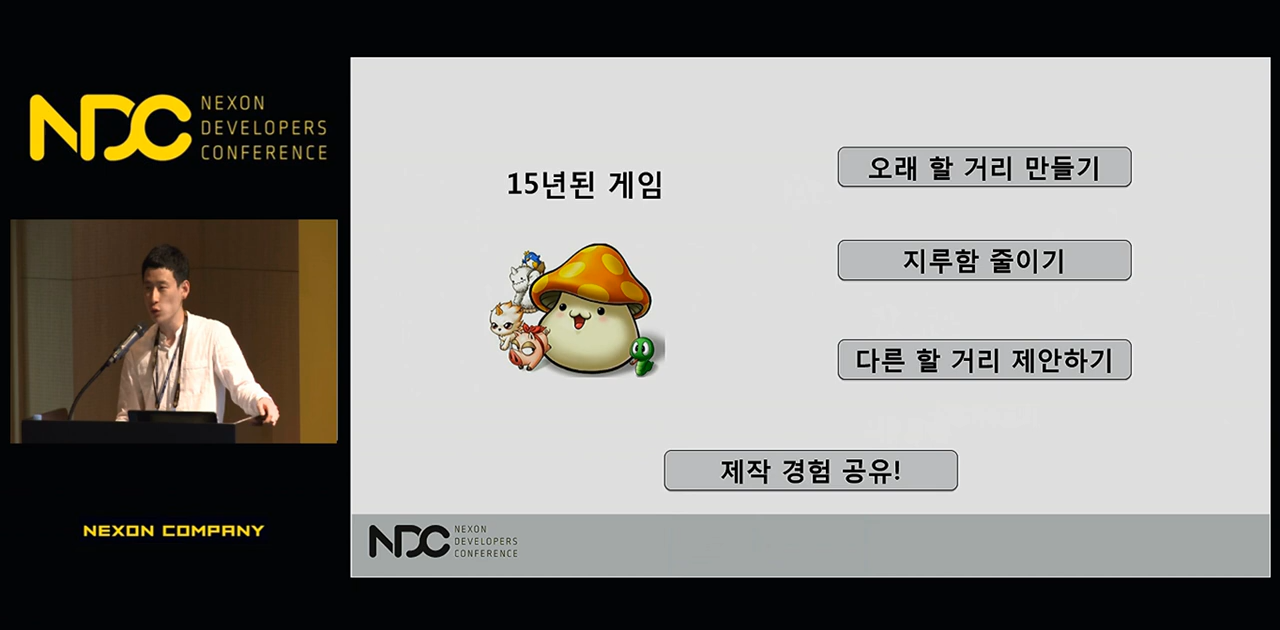 NDC
NEXON
DEVELOPERS
CONFERENCE
NEXON COMPANY
15년된 게임
오래 할 거리 만들기
지루함 줄이기
다른 할 거리 제안하기
제작 경험 공유!
NDC
NEXON
DEVELOPERS
CONFERENCE